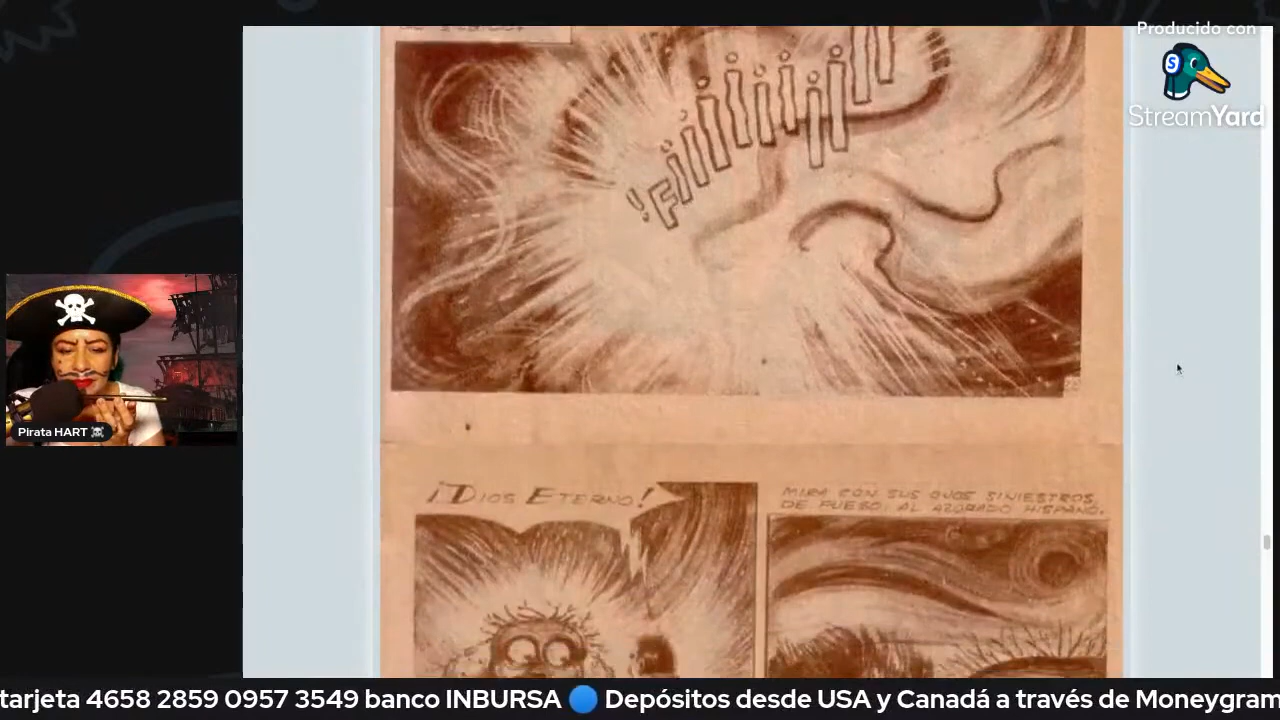 Producido con
StreamYard
¡Fiiiiiiiii
¡DIOS ETERNO!
MIRA CON SUS OJOS SINIESTROS,
DE FUEGO, AL AZORADO HISPANO.
Pirata HART
tarjeta 4658 2859 0957 3549 banco INBURSA 🔵 Depósitos desde USA y Canadá a través de Moneygram